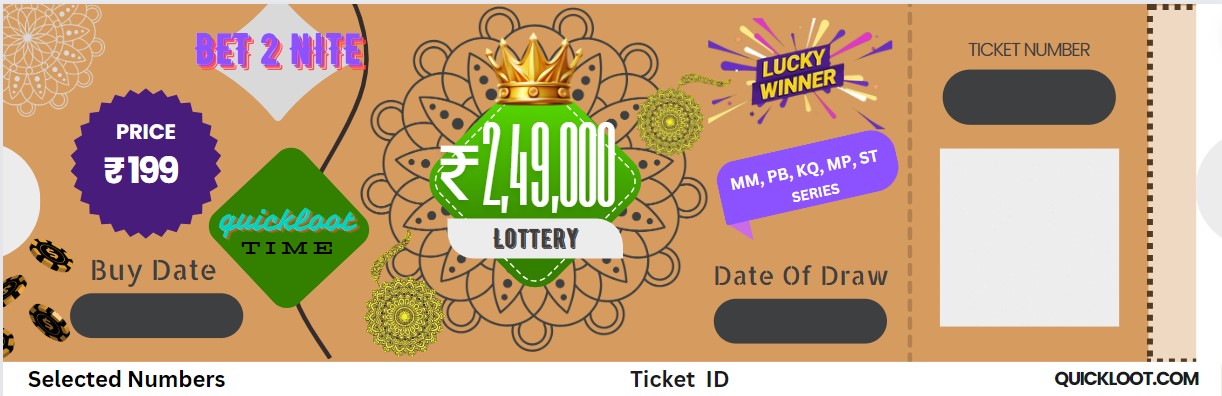 BET 2 NITE
PRICE
₹199
quickloot
TIME
Buy Date
₹2,49,000
LOTTERY
LUCKY
WINNER
MM, PB, KQ, MP, ST
SERIES
Date Of Draw
TICKET NUMBER
Selected Numbers
Ticket ID
QUICKLOOT.COM